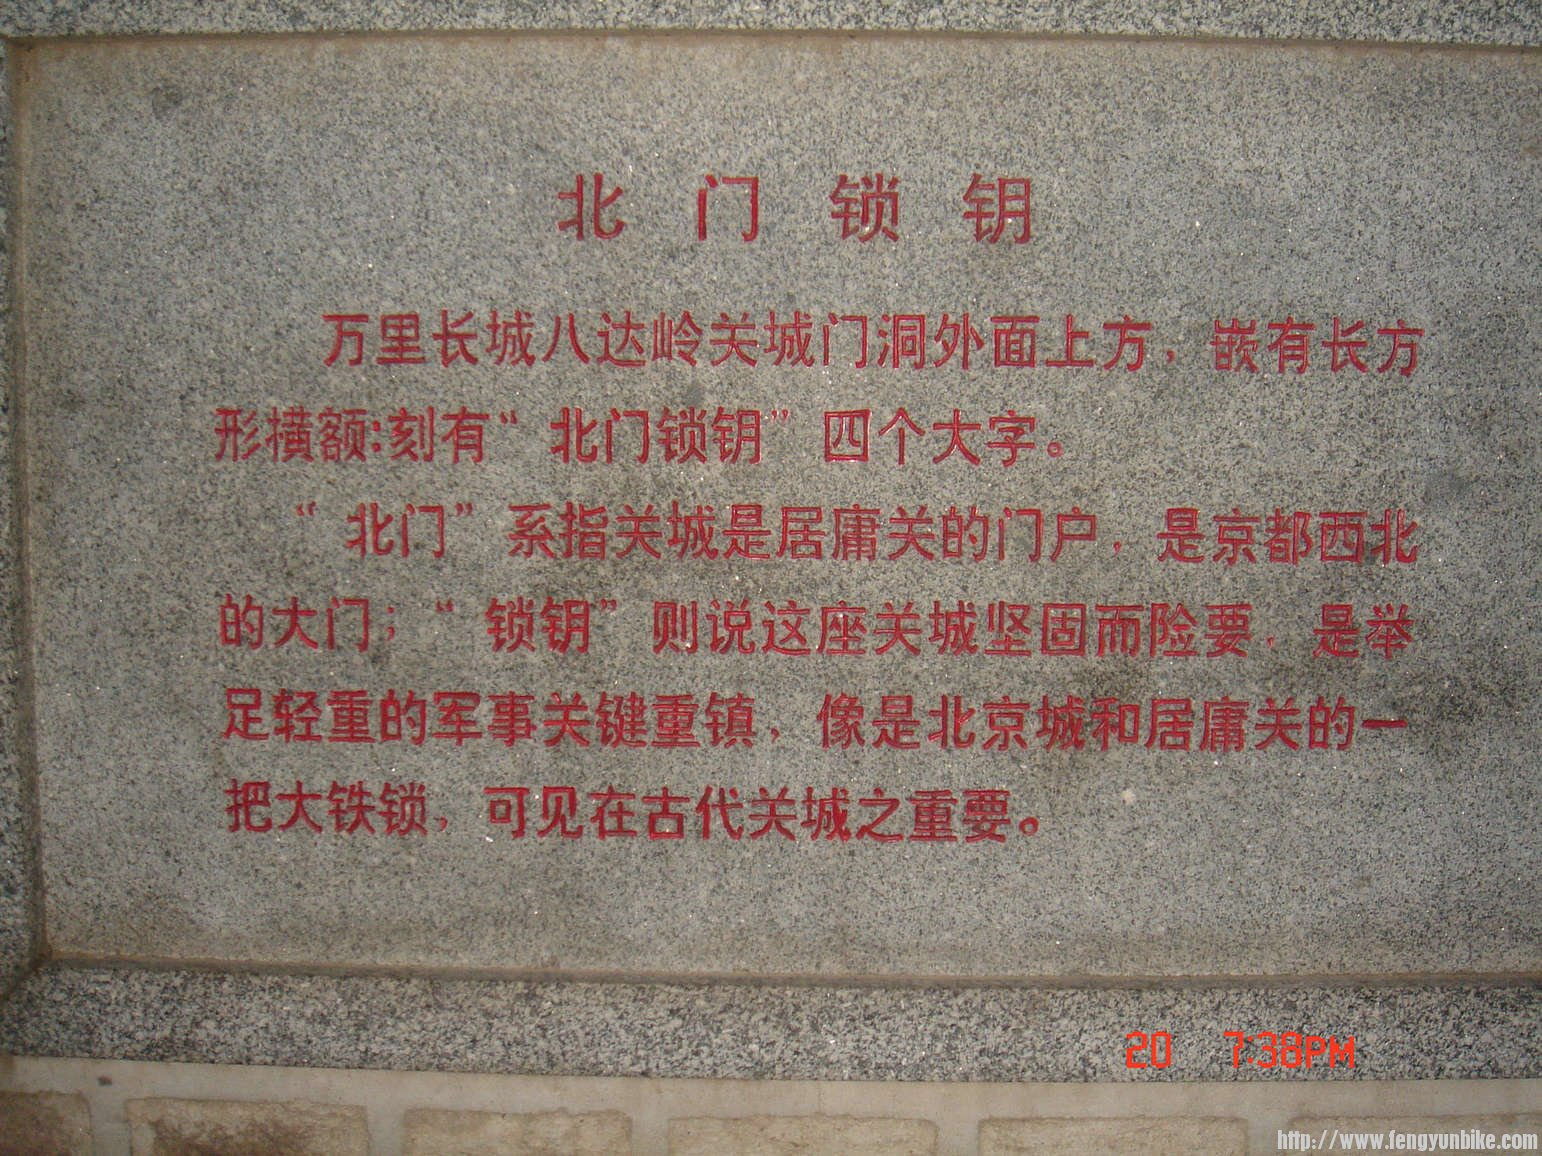 北门锁钥
万里长城八达岭关城门洞外面上方，嵌有长方
形横额：刻有“北门锁钥”四个大字。
“北门”系指关城是居庸关的门户，是京都西北
的大门；“锁钥”则说这座关城坚固而险要，是举
足轻重的军事关键重镇，像是北京城和居庸关的一
把大铁锁，可见在古代关城之重要。
20 7:38PM
http://www.fengyunbike.com